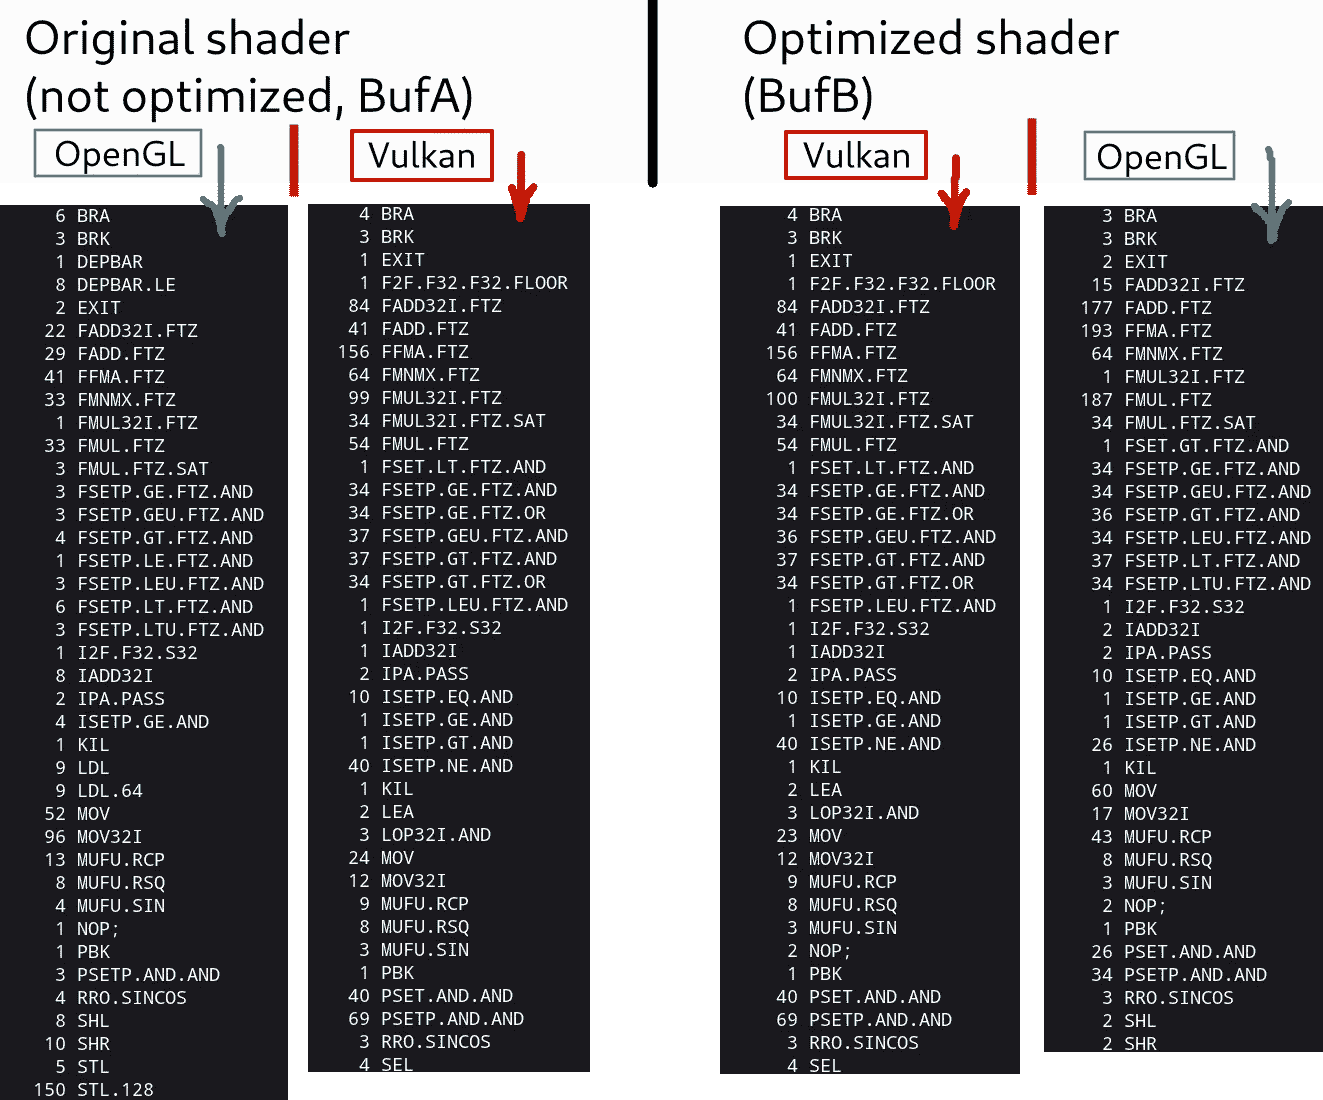 Original shader
(not optimized, BufA)
OpenGL
6 BRA
3 BRK
1 DEPBAR
8 DEPBAR.LE
2 EXIT
22 FADD32I.FTZ
29 FADD.FTZ
41 FFMA.FTZ
33 FMNMX.FTZ
1 FMUL32I.FTZ
33 FMUL.FTZ
3 FMUL.FTZ.SAT
3 FSETP.GE.FTZ.AND
3 FSETP.GEU.FTZ.AND
4 FSETP.GT.FTZ.AND
1 FSETP.LE.FTZ.AND
3 FSETP.LEU.FTZ.AND
6 FSETP.LT.FTZ.AND
3 FSETP.LTU.FTZ.AND
1 I2F.F32.S32
8 IADD32I
2 IPA.PASS
4 ISETP.GE.AND
1 KIL
9 LDL
9 LDL.64
52 MOV
96 MOV32I
13 MUFU.RCP
8 MUFU.RSQ
4 MUFU.SIN
1 NOP;
1 PBK
3 PSETP.AND.AND
4 RRO.SINCOS
8 SHL
10 SHR
5 STL
150 STL.128
Vulkan
4 BRA
3 BRK
1 EXIT
1 F2F.F32.F32.FLOOR
84 FADD32I.FTZ
41 FADD.FTZ
156 FFMA.FTZ
64 FMNMX.FTZ
99 FMUL32I.FTZ
34 FMUL32I.FTZ.SAT
54 FMUL.FTZ
1 FSET.LT.FTZ.AND
34 FSETP.GE.FTZ.AND
34 FSETP.GE.FTZ.OR
37 FSETP.GEU.FTZ.AND
37 FSETP.GT.FTZ.AND
34 FSETP.GT.FTZ.OR
1 FSETP.LEU.FTZ.AND
1 I2F.F32.S32
1 IADD32I
2 IPA.PASS
10 ISETP.EQ.AND
1 ISETP.GE.AND
1 ISETP.GT.AND
40 ISETP.NE.AND
1 KIL
2 LEA
3 LOP32I.AND
24 MOV
12 MOV32I
9 MUFU.RCP
8 MUFU.RSQ
3 MUFU.SIN
1 PBK
40 PSET.AND.AND
69 PSETP.AND.AND
3 RRO.SINCOS
4 SEL
Optimized shader
(BufB)
Vulkan
4 BRA
3 BRK
1 EXIT
1 F2F.F32.F32.FLOOR
84 FADD32I.FTZ
41 FADD.FTZ
156 FFMA.FTZ
64 FMNMX.FTZ
100 FMUL32I.FTZ
34 FMUL32I.FTZ.SAT
54 FMUL.FTZ
1 FSET.LT.FTZ.AND
34 FSETP.GE.FTZ.AND
34 FSETP.GE.FTZ.OR
36 FSETP.GEU.FTZ.AND
37 FSETP.GT.FTZ.AND
34 FSETP.GT.FTZ.OR
1 FSETP.LEU.FTZ.AND
1 I2F.F32.S32
1 IADD32I
2 IPA.PASS
10 ISETP.EQ.AND
1 ISETP.GE.AND
40 ISETP.NE.AND
1 KIL
2 LEA
3 LOP32I.AND
23 MOV
12 MOV32I
9 MUFU.RCP
8 MUFU.RSQ
3 MUFU.SIN
2 NOP;
1 PBK
40 PSET.AND.AND
69 PSETP.AND.AND
3 RRO.SINCOS
4 SEL
OpenGL
3 BRA
3 BRK
2 EXIT
15 FADD32I.FTZ
177 FADD.FTZ
193 FFMA.FTZ
64 FMNMX.FTZ
1 FMUL32I.FTZ
187 FMUL.FTZ
34 FMUL.FTZ.SAT
1 FSET.GT.FTZ.AND
34 FSETP.GE.FTZ.AND
34 FSETP.GEU.FTZ.AND
36 FSETP.GT.FTZ.AND
34 FSETP.LEU.FTZ.AND
37 FSETP.LT.FTZ.AND
34 FSETP.LTU.FTZ.AND
1 I2F.F32.S32
2 IADD32I
2 IPA.PASS
10 ISETP.EQ.AND
1 ISETP.GE.AND
1 ISETP.GT.AND
26 ISETP.NE.AND
1 KIL
60 MOV
17 MOV32I
43 MUFU.RCP
8 MUFU.RSQ
3 MUFU.SIN
2 NOP;
1 PBK
26 PSET.AND.AND
34 PSETP.AND.AND
3 RRO.SINCOS
2 SHL
2 SHR